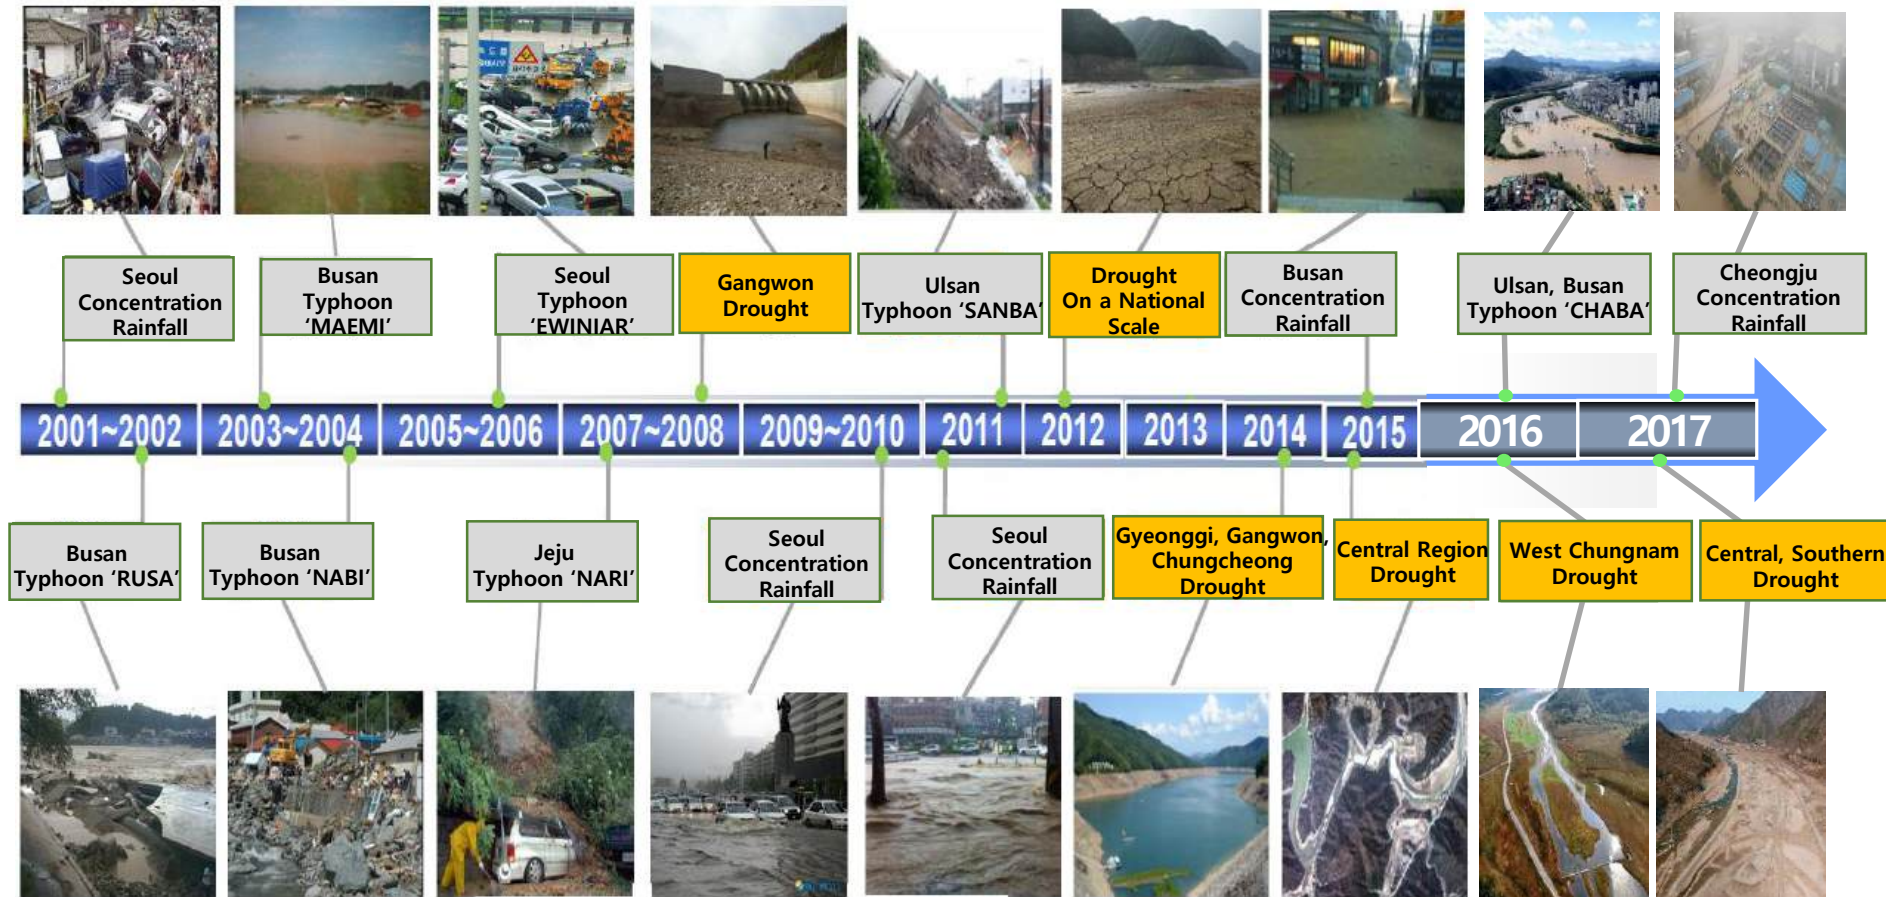 Seoul
Concentration
Rainfall
Busan
Typhoon
‘MAEMI’
Seoul
Typhoon
‘EWINIAR’
Gangwon
Drought
Ulsan
Typhoon ‘SANBA’
Drought
On a National
Scale
Busan
Concentration
Rainfall
Ulsan, Busan
Typhoon ‘CHABA’
Cheongju
Concentration
Rainfall
2001~2002
2003~2004
2005~2006
2007~2008
2009~2010
2011
2012
2013
2014
2015
2016
2017
Busan
Typhoon ‘RUSA’
Busan
Typhoon ‘NABI’
Jeju
Typhoon ‘NARI’
Seoul
Concentration
Rainfall
Seoul
Concentration
Rainfall
Gyeonggi, Gangwon,
Chungcheong
Drought
Central Region
Drought
West Chungnam
Drought
Central, Southern
Drought